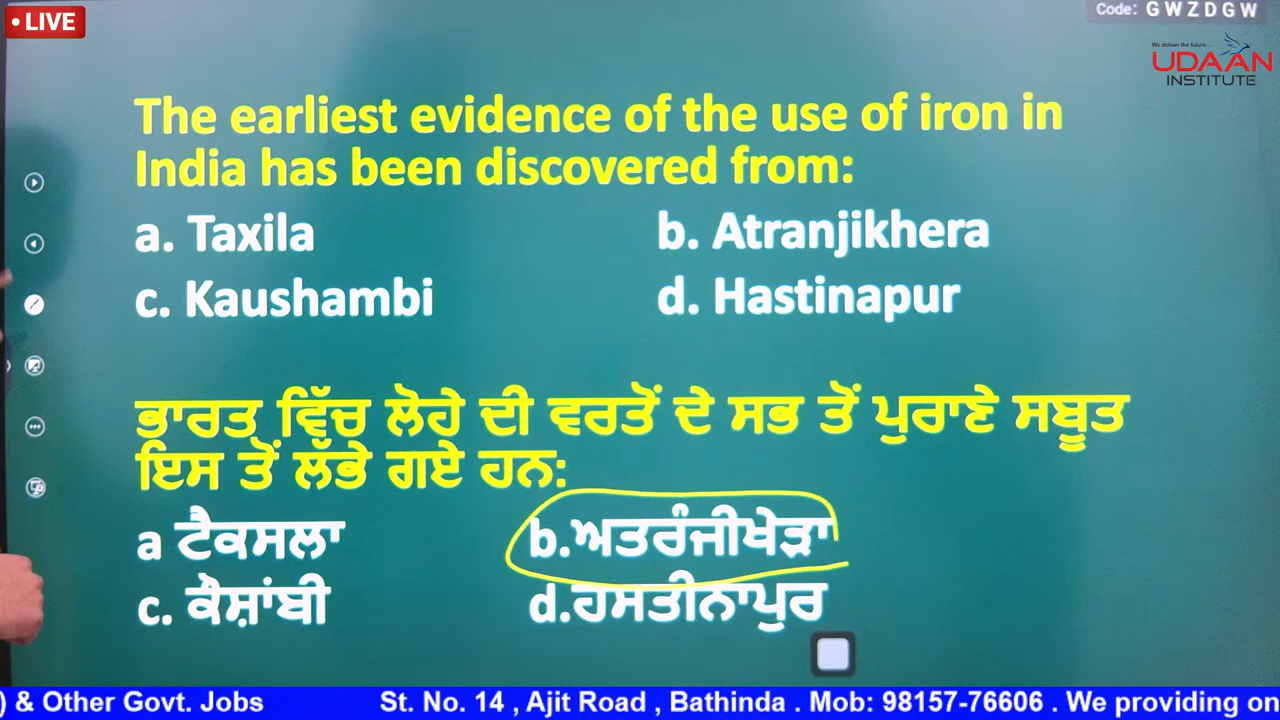 • LIVE
Code: GWZDGW
We deliver the future...
UDAAN
INSTITUTE
The earliest evidence of the use of iron in
India has been discovered from:
a. Taxila b. Atranjikhera
c. Kaushambi d. Hastinapur
ਭਾਰਤ ਵਿੱਚ ਲੋਹੇ ਦੀ ਵਰਤੋਂ ਦੇ ਸਭ ਤੋਂ ਪੁਰਾਣੇ ਸਬੂਤ
ਇਸ ਤੋਂ ਲੱਭੇ ਗਏ ਹਨ:
a ਟੈਕਸਲਾ b.ਅਤਰੰਜੀਖੇੜਾ
c. ਕੌਸ਼ਾਂਬੀ d.ਹਸਤੀਨਾਪੁਰ
) & Other Govt. Jobs St. No. 14 , Ajit Road , Bathinda . Mob: 98157-76606 . We providing on